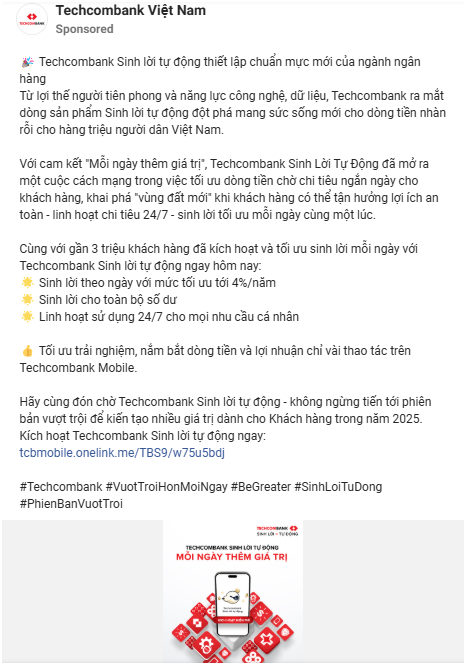 Techcombank Việt Nam
Sponsored
🎉 Techcombank Sinh lời tự động thiết lập chuẩn mực mới của ngành ngân
hàng
Từ lợi thế người tiên phong và năng lực công nghệ, dữ liệu, Techcombank ra mắt
dòng sản phẩm Sinh lời tự động đột phá mang sức sống mới cho dòng tiền nhàn
rỗi cho hàng triệu người dân Việt Nam.
Với cam kết "Mỗi ngày thêm giá trị", Techcombank Sinh Lời Tự Động đã mở ra
một cuộc cách mạng trong việc tối ưu dòng tiền chờ chi tiêu ngắn ngày cho
khách hàng, khai phá "vùng đất mới" khi khách hàng có thể tận hưởng lợi ích an
toàn - linh hoạt chi tiêu 24/7 - sinh lời tối ưu mỗi ngày cùng một lúc.
Cùng với gần 3 triệu khách hàng đã kích hoạt và tối ưu sinh lời mỗi ngày với
Techcombank Sinh lời tự động ngay hôm nay:
🌟 Sinh lời theo ngày với mức tối ưu tới 4%/năm
🌟 Sinh lời cho toàn bộ số dư
🌟 Linh hoạt sử dụng 24/7 cho mọi nhu cầu cá nhân
👍 Tối ưu trải nghiệm, nắm bắt dòng tiền và lợi nhuận chỉ vài thao tác trên
Techcombank Mobile.
Hãy cùng đón chờ Techcombank Sinh lời tự động - không ngừng tiến tới phiên
bản vượt trội để kiến tạo nhiều giá trị dành cho Khách hàng trong năm 2025.
Kích hoạt Techcombank Sinh lời tự động ngay:
tcbmobile.onelink.me/TBS9/w75u5bdj
#Techcombank #VuotTroiHonMoiNgay #BeGreater #SinhLoiTuDong
#PhienBanVuotTroi
TECHCOMBANK
SINH LỜI TỰ ĐỘNG
TECHCOMBANK SINH LỜI TỰ ĐỘNG
MỖI NGÀY THÊM GIÁ TRỊ